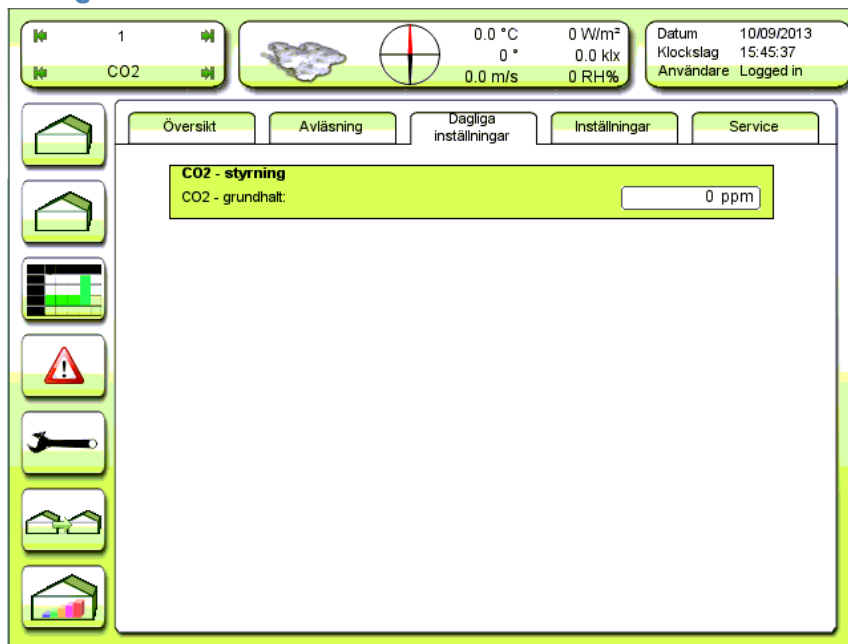 1
CO2
0.0 °C
0 W/m²
0 °
0.0 klx
0.0 m/s
0 RH%
Datum 10/09/2013
Klockslag 15:45:37
Användare Logged in
Översikt
Avläsning
Dagliga
inställningar
Inställningar
Service
CO2 - styrning
CO2 - grundhalt: 0 ppm